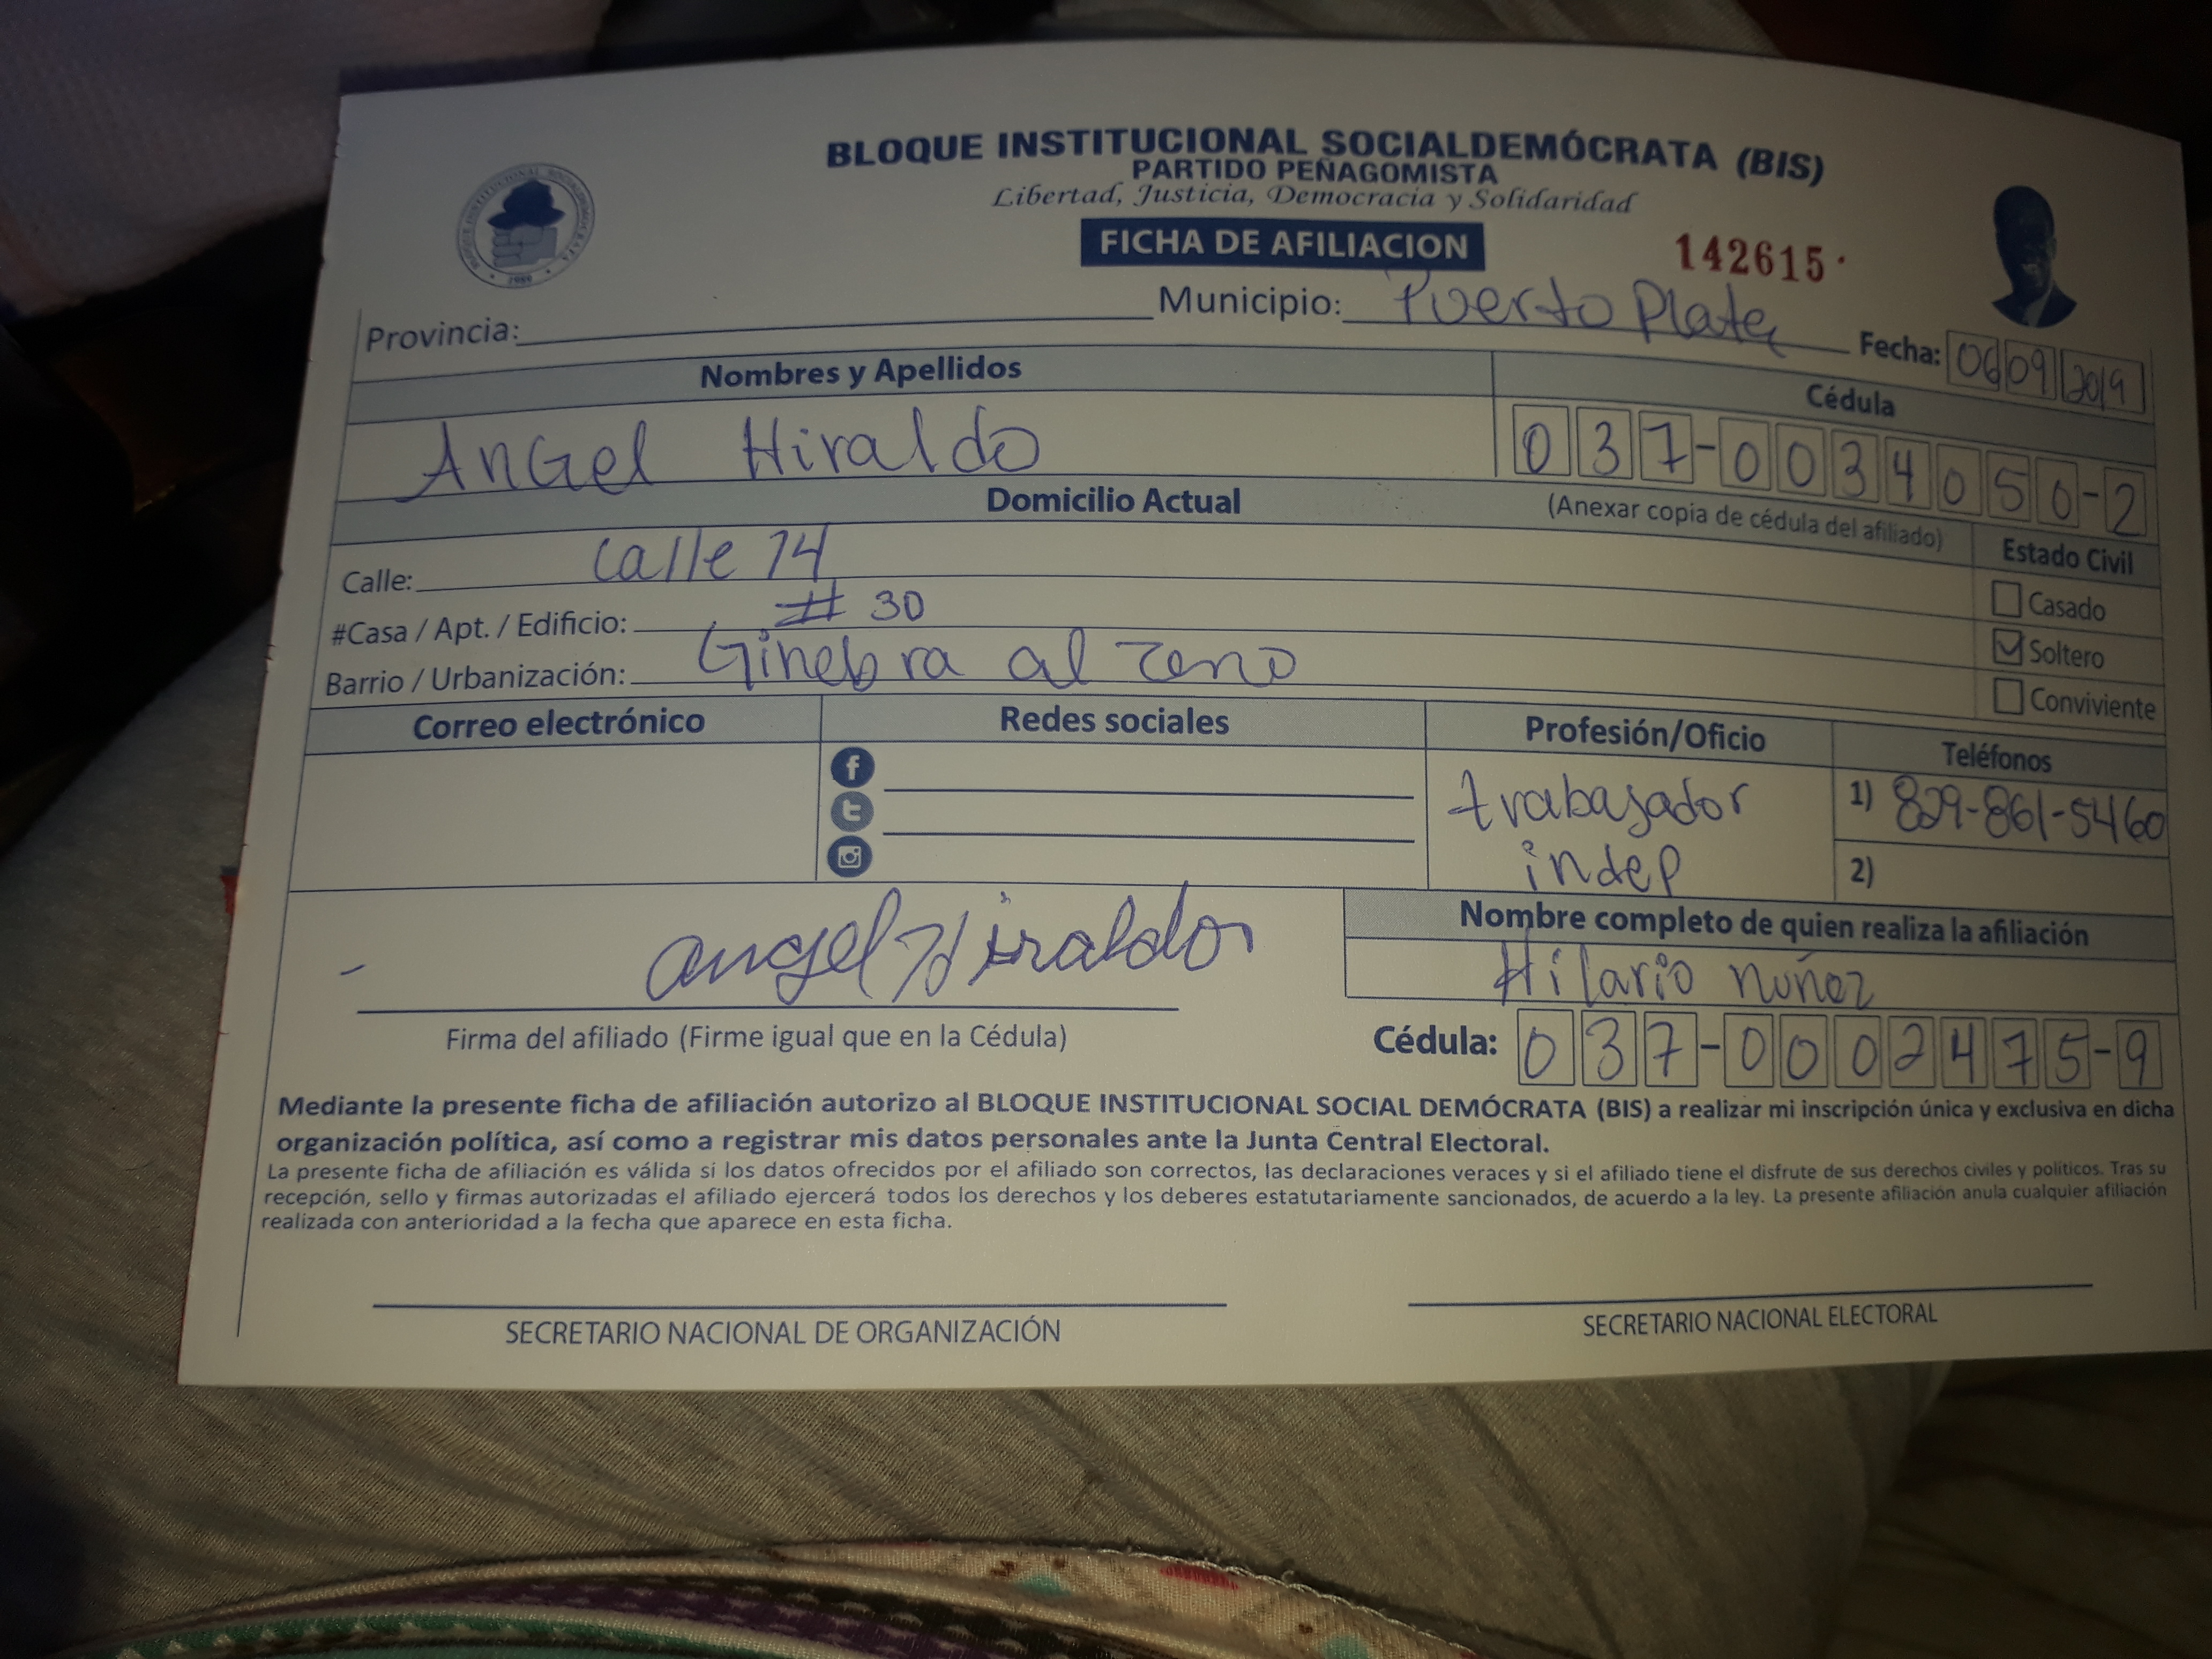 BLOQUE INSTITUCIONAL SOCIALDEMÓCRATA (BIS)
PARTIDO PEÑAGOMISTA
Libertad, Justicia, Democracia y Solidaridad
FICHA DE AFILIACION
142615
BLOQUE INSTITUCIONAL SOCIALDEMOCRATA
Provincia: Municipio: Puerto Plata Fecha: 06 09 2019
Nombres y Apellidos Cédula
Angel Hiraldo 037-0034050-2
Domicilio Actual (Anexar copia de cédula del afiliado) Estado Civil
Calle: Calle 14
Casado
#Casa / Apt. / Edificio: # 30
Soltero
Barrio / Urbanización: Ginebra al
Conviviente
Correo electrónico Redes sociales Profesión/Oficio Teléfonos
trabajador 1) 829-861-5460
indep 2)
Nombre completo de quien realiza la afiliación
angel Hiraldo Hilario nuñez
Firma del afiliado (Firme igual que en la Cédula) Cédula: 037-0002475-9
Mediante la presente ficha de afiliación autorizo al BLOQUE INSTITUCIONAL SOCIAL DEMÓCRATA (BIS) a realizar mi inscripción única y exclusiva en dicha
organización política, así como a registrar mis datos personales ante la Junta Central Electoral.
La presente ficha de afiliación es válida si los datos ofrecidos por el afiliado son correctos, las declaraciones veraces y si el afiliado tiene el disfrute de sus derechos civiles y politicos. Tras su
recepción, sello y firmas autorizadas el afiliado ejercerá todos los derechos y los deberes estatutariamente sancionados, de acuerdo a la ley. La presente afiliación anula cualquier afiliación
realizada con anterioridad a la fecha que aparece en esta ficha.
SECRETARIO NACIONAL DE ORGANIZACIÓN SECRETARIO NACIONAL ELECTORAL